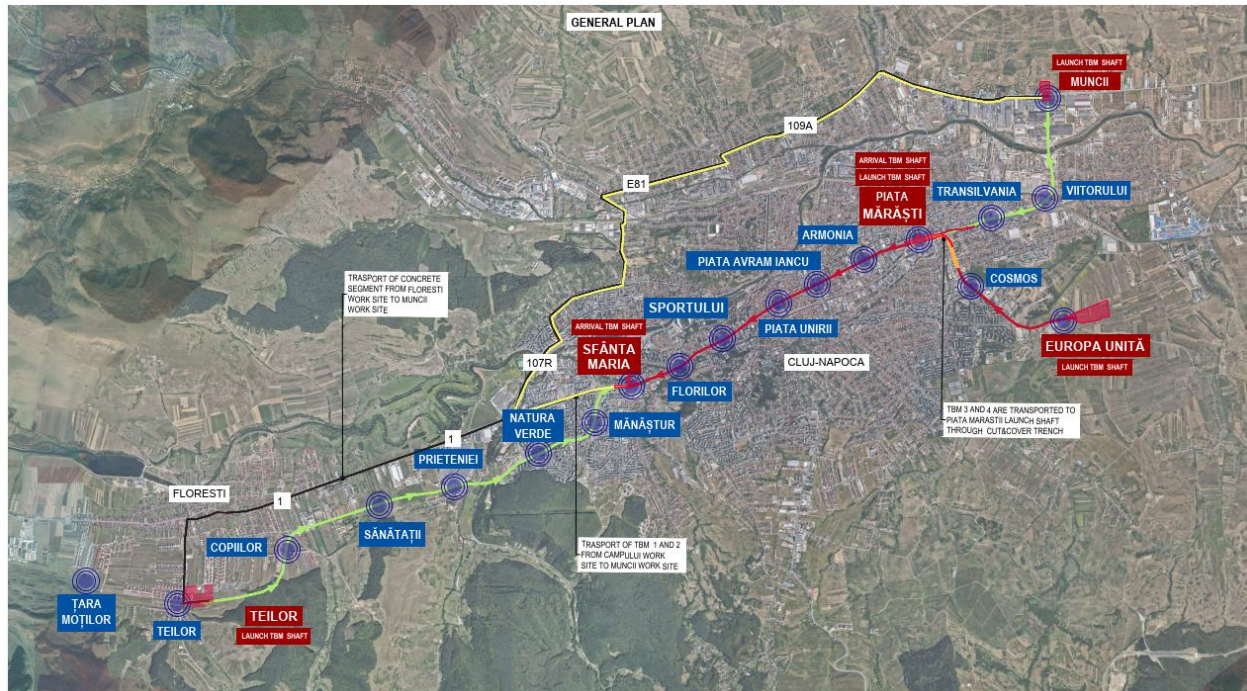 GENERAL PLAN
LAUNCH TBM SHAFT
MUNCII
109A
E81
ARRIVAL TBM SHAFT
LAUNCH TBM SHAFT
PIATA
MĂRĂȘTI
TRANSILVANIA
VIITORULUI
ARMONIA
PIATA AVRAM IANCU
COSMOS
TRASPORT OF CONCRETE
SEGMENT FROM FLORESTI
WORK SITE TO MUNCII
WORK SITE
SPORTULUI
PIATA UNIRII
EUROPA UNITĂ
LAUNCH TBM SHAFT
ARRIVAL TBM SHAFT
SFÂNTA
MARIA
107R
CLUJ-NAPOCA
FLORILOR
TBM 3 AND 4 ARE TRANSPORTED TO
PIATA MARASTII LAUNCH SHAFT
THROUGH CUT&COVER TRENCH
NATURA
VERDE
MĂNĂȘTUR
1
PRIETENIEI
FLORESTI
1
SĂNĂTAȚII
COPIILOR
TRASPORT OF TBM 1 AND 2
FROM CAMPULUI WORK
SITE TO MUNCII WORK SITE
ȚARA
MOȚILOR
TEILOR
TEILOR
LAUNCH TBM SHAFT